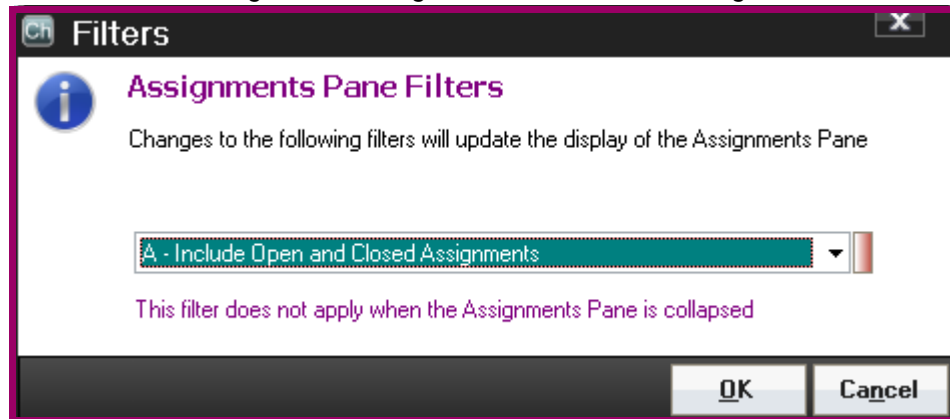 Ch Filters
X
Assignments Pane Filters
Changes to the following filters will update the display of the Assignments Pane
A - Include Open and Closed Assignments
This filter does not apply when the Assignments Pane is collapsed
OK Cancel